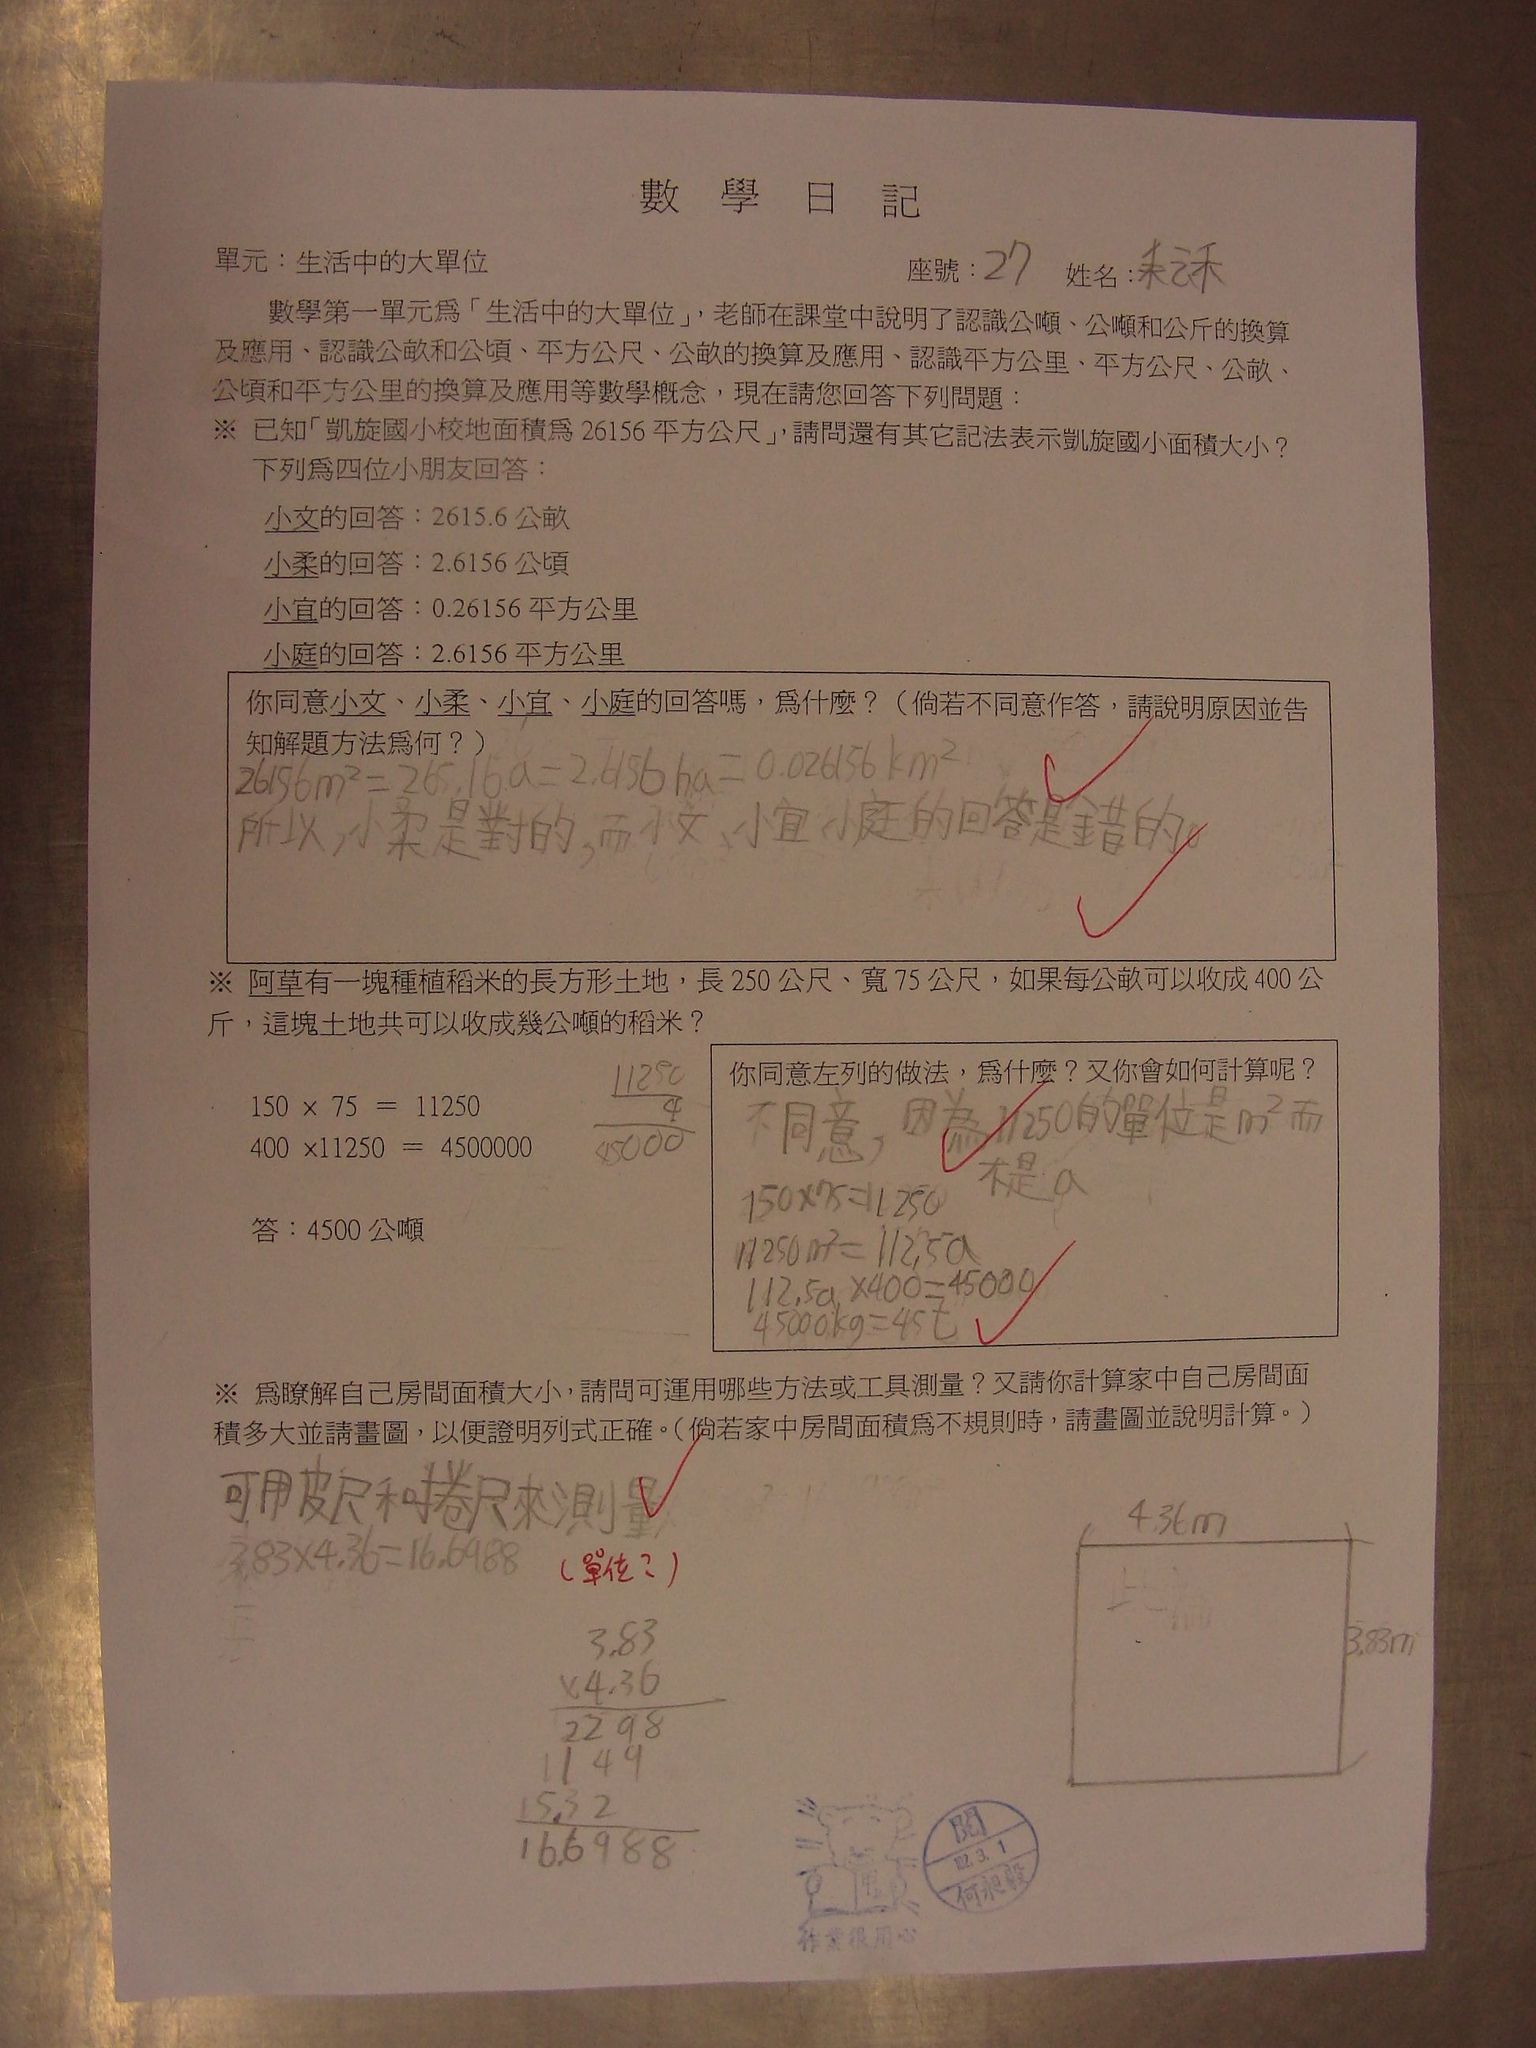 數學日記
單元：生活中的大單位
座號：27 姓名：
數學第一單元為「生活中的大單位」，老師在課堂中說明了認識公噸、公噸和公斤的換算
及應用、認識公畝和公頃、平方公尺、公畝的換算及應用、認識平方公里、平方公尺、公畝、
公頃和平方公里的換算及應用等數學概念，現在請您回答下列問題：
※ 已知「凱旋國小校地面積為 26156 平方公尺」，請問還有其它記法表示凱旋國小面積大小？
下列為四位小朋友回答：
小文的回答：2615.6 公畝
小柔的回答：2.6156 公頃
小宜的回答：0.26156 平方公里
小庭的回答：2.6156 平方公里
你同意小文、小柔、小宜、小庭的回答嗎，為什麼？（倘若不同意作答，請說明原因並告
知解題方法為何？）
26156m²=265.16a=2.6156ha=0.026156km²
所以，小柔是對的，而小文、小宜、小庭的回答是錯的。
※ 阿草有一塊種植稻米的長方形土地，長 250 公尺、寬 75 公尺，如果每公畝可以收成 400 公
斤，這塊土地共可以收成幾公噸的稻米？
150 × 75 ＝ 11250
400 ×11250 ＝ 4500000
答：4500 公噸
11250
4
45000
你同意左列的做法，為什麼？又你會如何計算呢？
不同意，因為11250的單位是m²而
不是a
150×75=11250
11250m²=112.5a
112.5a×400=45000
45000kg=45t
※ 為瞭解自己房間面積大小，請問可運用哪些方法或工具測量？又請你計算家中自己房間面
積多大並請畫圖，以便證明列式正確。（倘若家中房間面積為不規則時，請畫圖並說明計算。）
可用皮尺和捲尺來測量
3.83×4.36=16.6988
(單位？)
3.83
×4.36
2298
1149
15.32
16.6988
4.36m
3.83m
閱
112.3.1
作業很用心